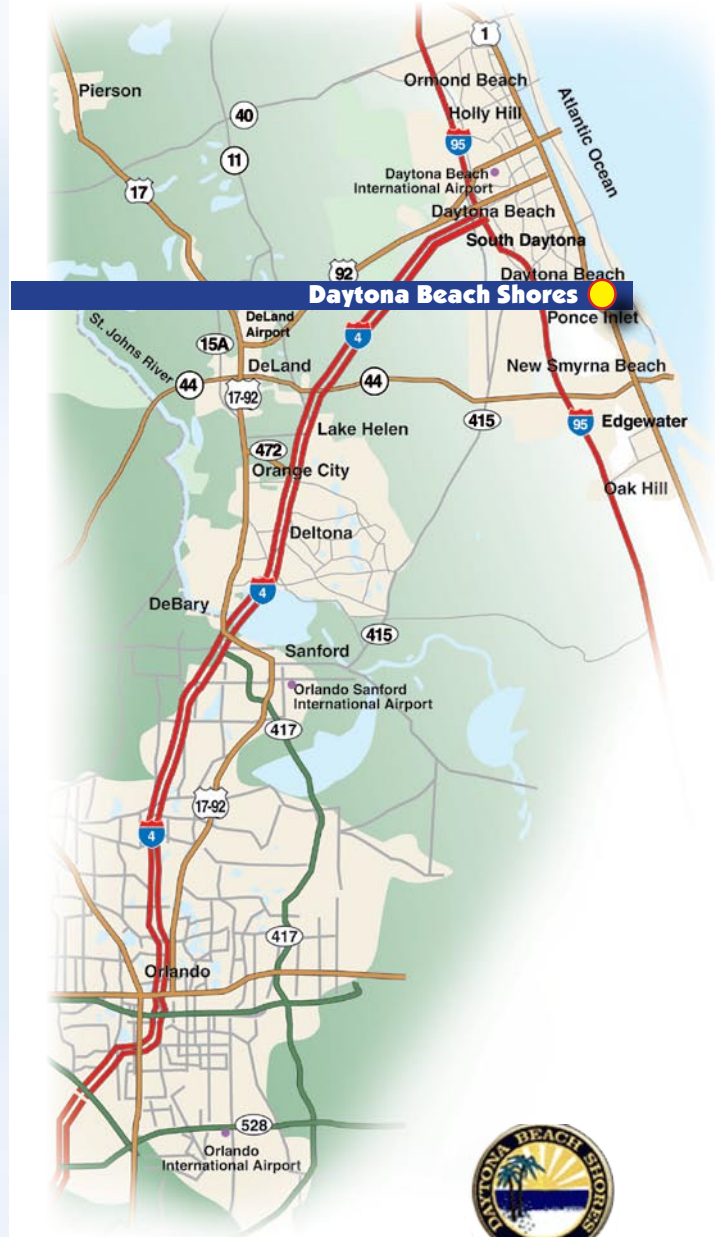 1
Pierson
Ormond Beach
40
Holly Hill
Atlantic Ocean
95
11
Daytona Beach
International Airport
17
Daytona Beach
South Daytona
92
Daytona Beach
Daytona Beach Shores
DeLand
Airport
Ponce Inlet
St. Johns River
15A
4
DeLand
New Smyrna Beach
44
44
17-92
415
95
Edgewater
Lake Helen
472
Orange City
Oak Hill
Deltona
4
DeBary
415
Sanford
Orlando Sanford
International Airport
417
17-92
4
417
Orlando
528
Orlando
International Airport
DAYTONA BEACH SHORES